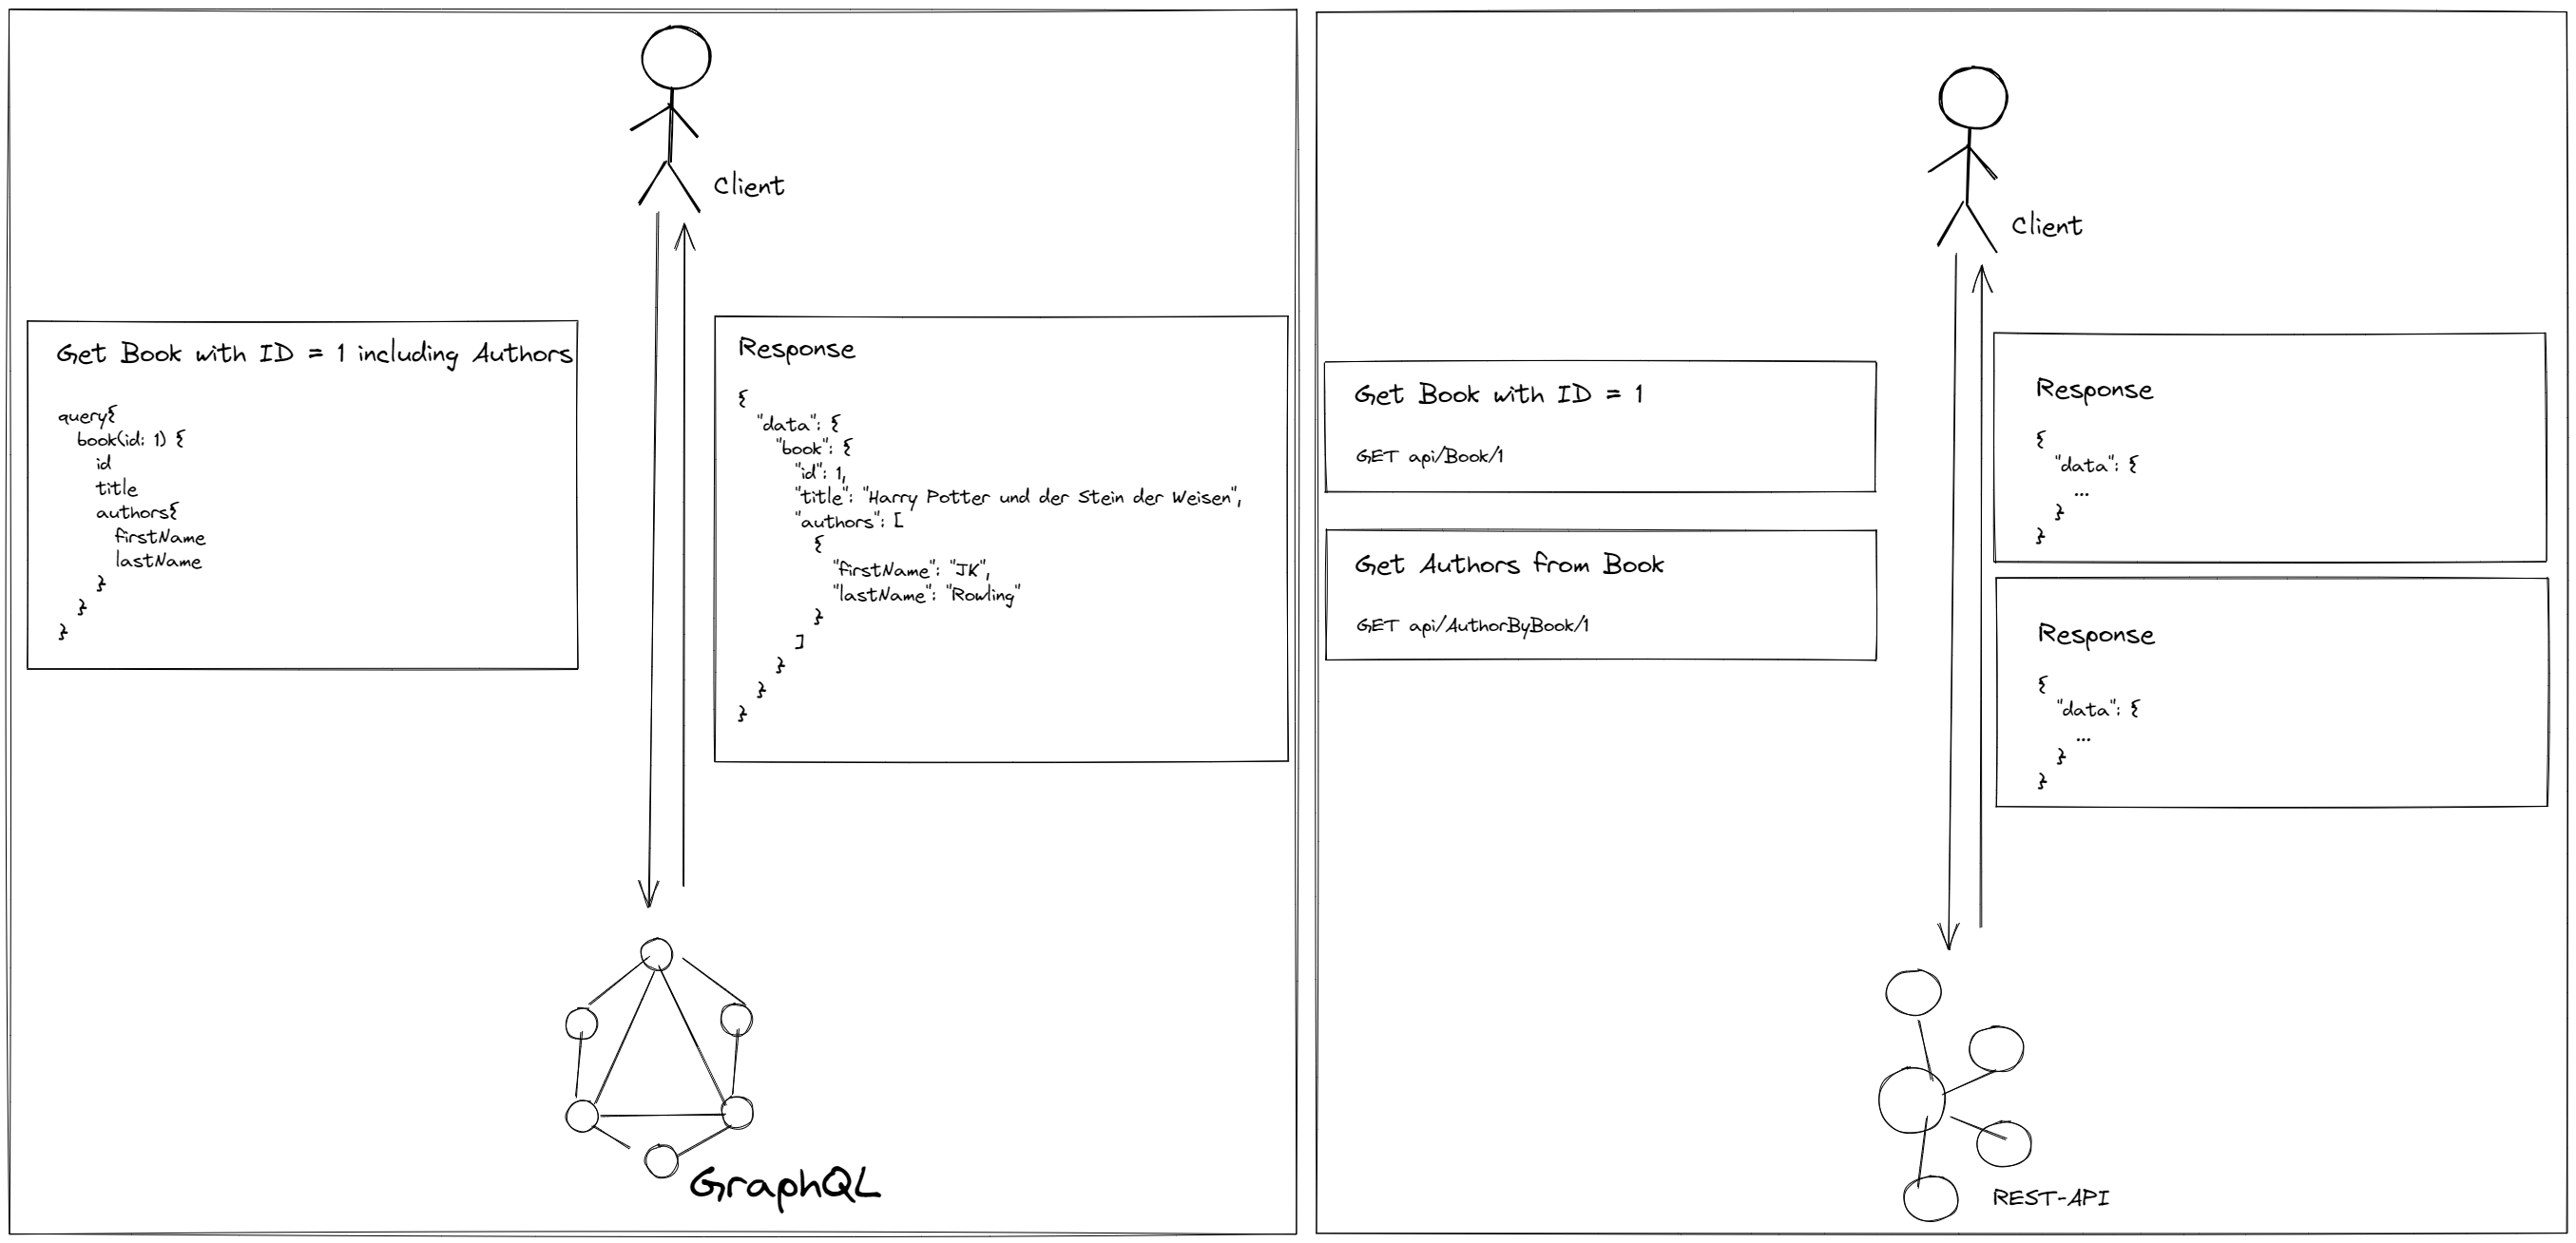 Client
Get Book with ID = 1 including Authors
query{
book(id: 1) {
id
title
authors{
firstName
lastName
}
}
}
Response
{
"data": {
"book": {
"id": 1,
"title": "Harry Potter und der Stein der Weisen",
"authors": [
{
"firstName": "JK",
"lastName": "Rowling"
}
]
}
}
}
GraphQL
Client
Get Book with ID = 1
GET api/Book/1
Get Authors from Book
GET api/AuthorByBook/1
Response
{
"data": {
...
}
}
Response
{
"data": {
...
}
}
REST-API